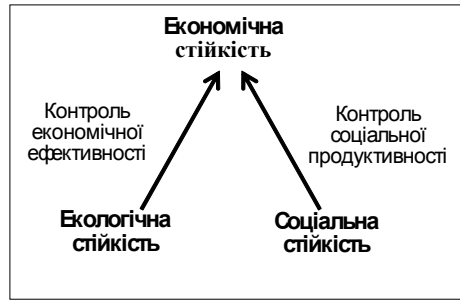 Економічна
стійкість
Контроль
економічної
ефективності
Контроль
соціальної
продуктивності
Екологічна
стійкість
Соціальна
стійкість